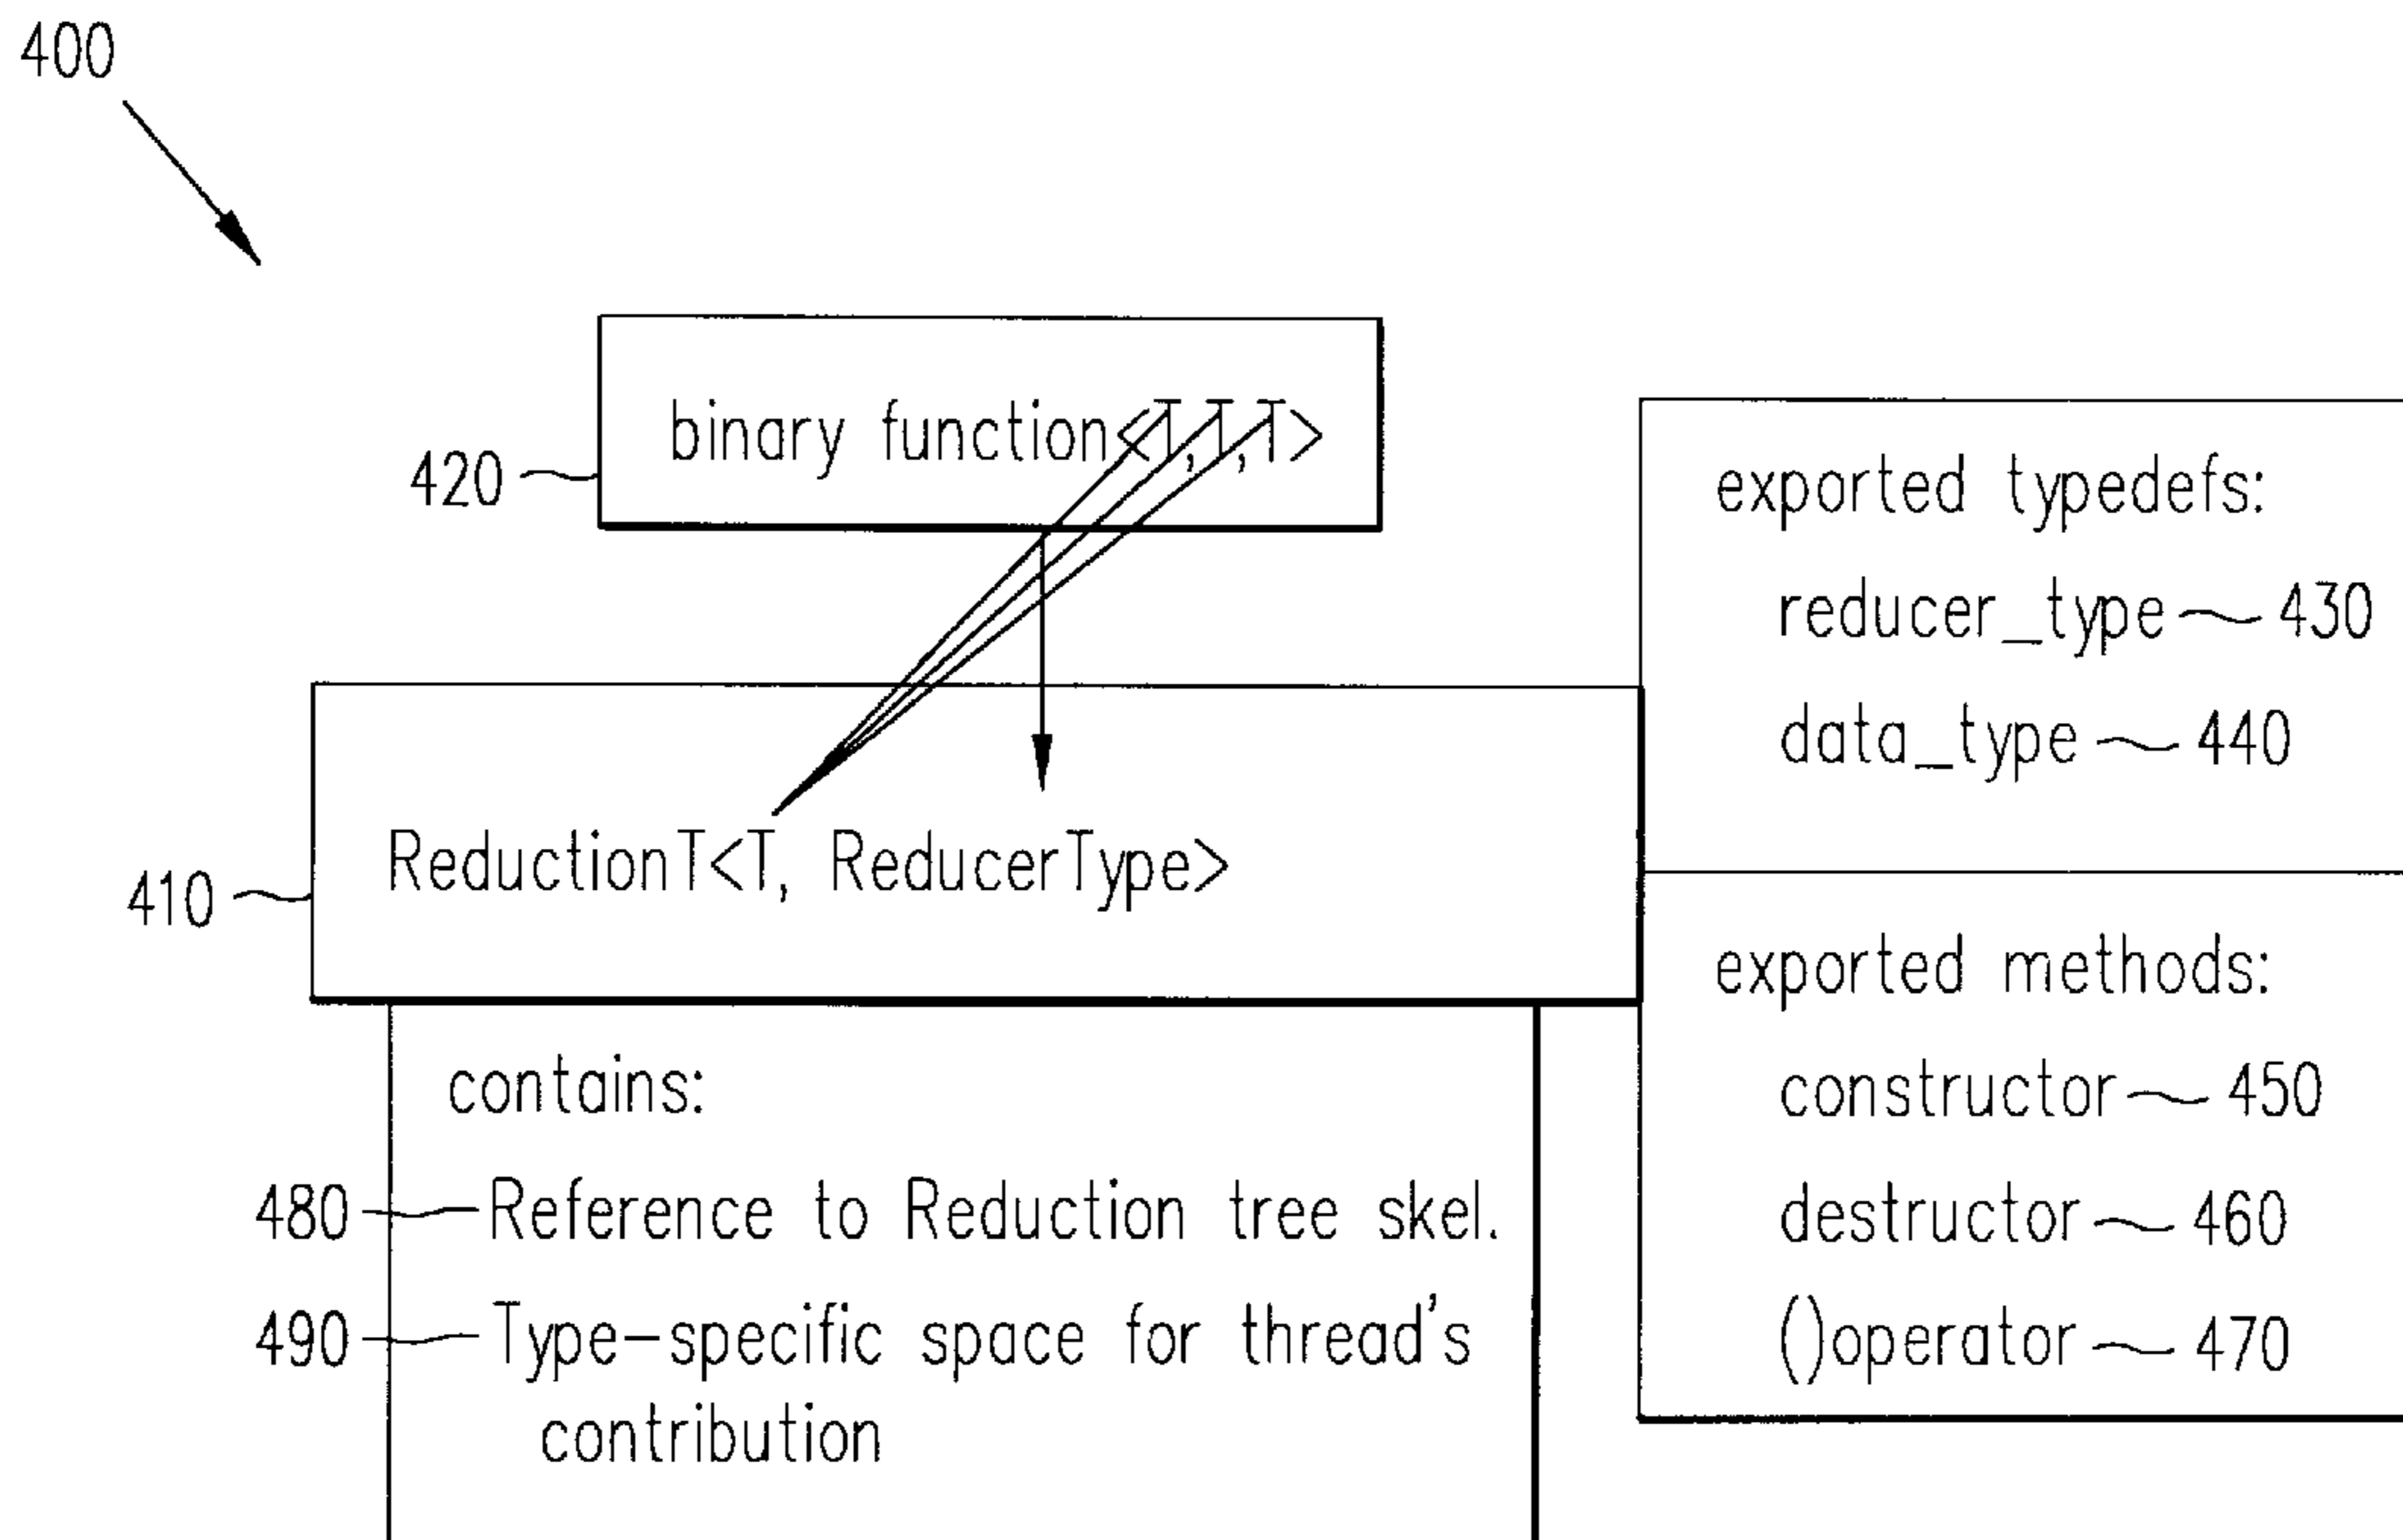 400
binary function<T,T,T>
420
exported typedefs:
reducer_type 430
data_type 440
ReductionT<T, ReducerType>
410
exported methods:
constructor 450
destructor 460
()operator 470
contains:
480 Reference to Reduction tree skel.
490 Type-specific space for thread's
contribution